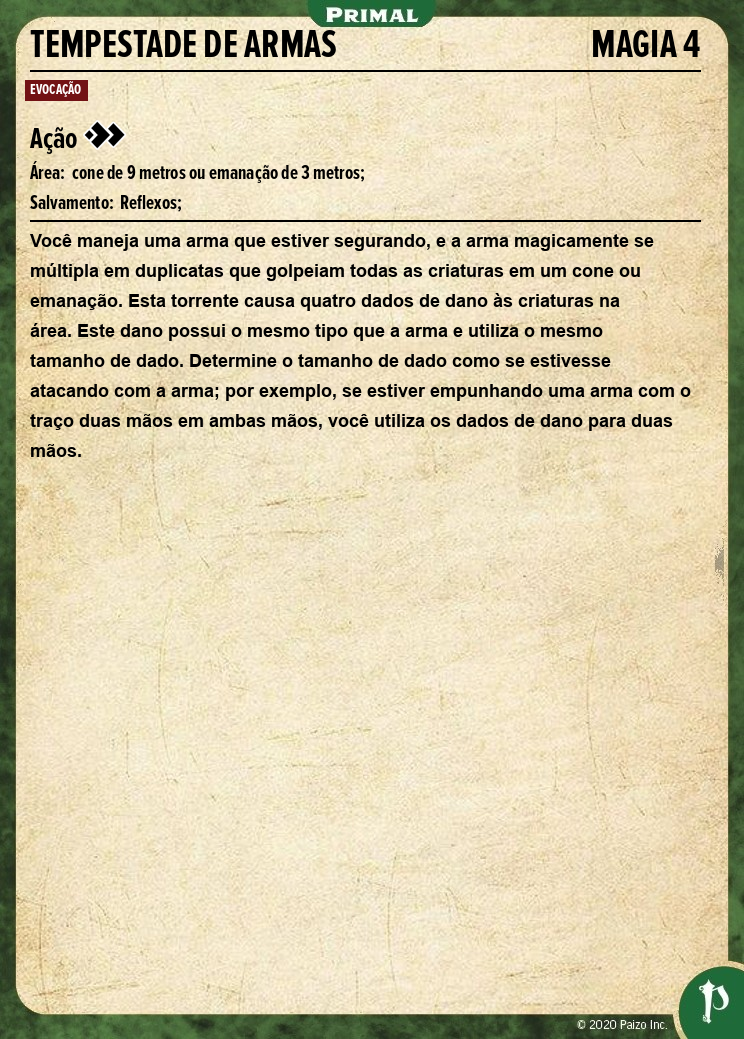 PRIMAL
TEMPESTADE DE ARMAS MAGIA 4
EVOCAÇÃO
Ação
Área: cone de 9 metros ou emanação de 3 metros;
Salvamento: Reflexos;
Você maneja uma arma que estiver segurando, e a arma magicamente se
múltipla em duplicatas que golpeiam todas as criaturas em um cone ou
emanação. Esta torrente causa quatro dados de dano às criaturas na
área. Este dano possui o mesmo tipo que a arma e utiliza o mesmo
tamanho de dado. Determine o tamanho de dado como se estivesse
atacando com a arma; por exemplo, se estiver empunhando uma arma com o
traço duas mãos em ambas mãos, você utiliza os dados de dano para duas
mãos.
© 2020 Paizo Inc.
P